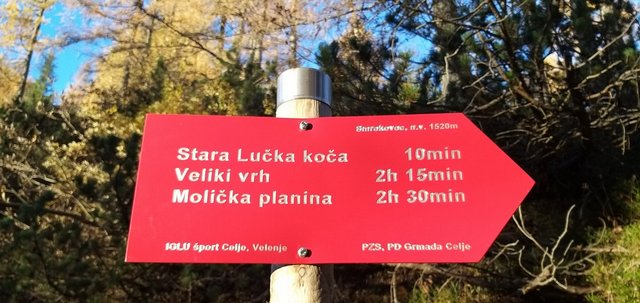 Smrekovec, n.v. 1520m
Stara Lučka koča 10min
Veliki vrh 2h 15min
Molička planina 2h 30min
IGLU šport Celje, Velenje PZS, PD Grmada Celje